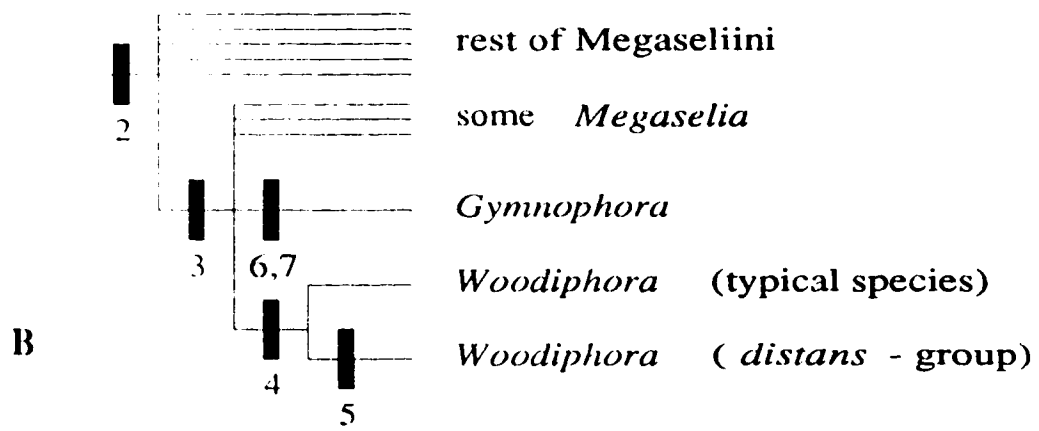 rest of Megaseliini
2
some Megaselia
Gymnophora
3 6,7
Woodiphora (typical species)
B
Woodiphora ( distans - group)
4
5